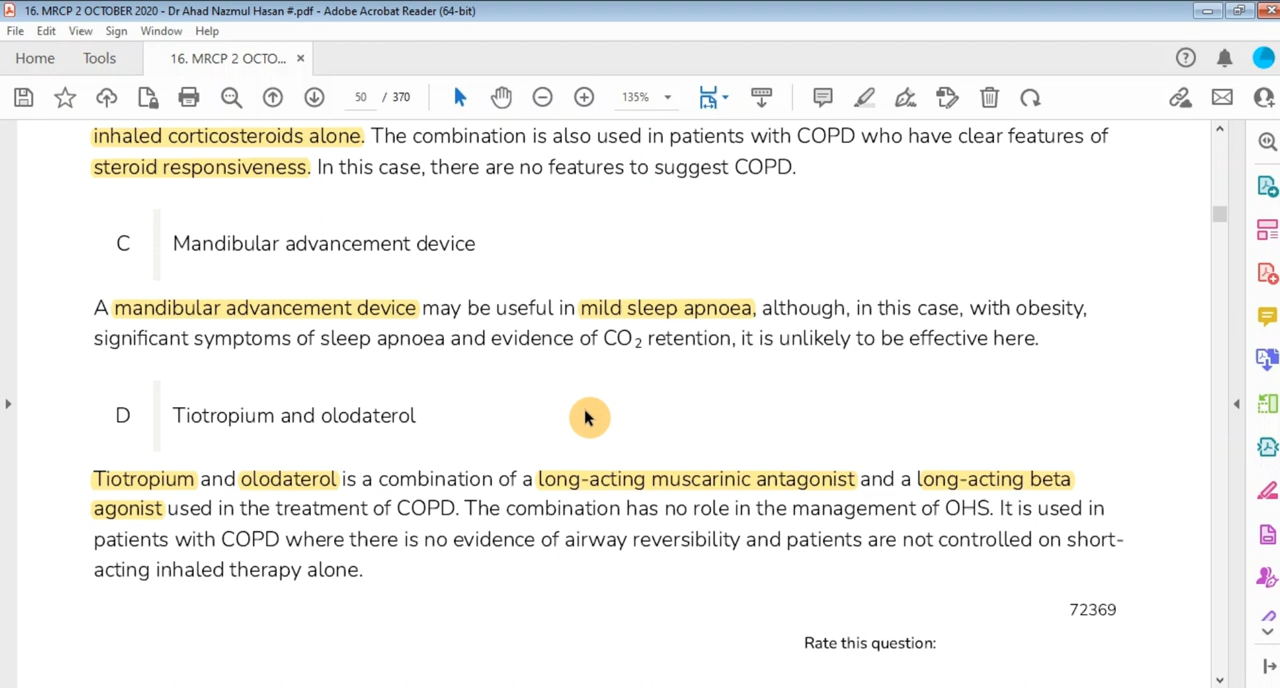 16. MRCP 2 OCTOBER 2020 - Dr Ahad Nazmul Hasan #.pdf - Adobe Acrobat Reader (64-bit)
File Edit View Sign Window Help
Home Tools 16. MRCP 2 OCTO... ×
50 / 370 135%
inhaled corticosteroids alone. The combination is also used in patients with COPD who have clear features of
steroid responsiveness. In this case, there are no features to suggest COPD.
C Mandibular advancement device
A mandibular advancement device may be useful in mild sleep apnoea, although, in this case, with obesity,
significant symptoms of sleep apnoea and evidence of CO₂ retention, it is unlikely to be effective here.
D Tiotropium and olodaterol
Tiotropium and olodaterol is a combination of a long-acting muscarinic antagonist and a long-acting beta
agonist used in the treatment of COPD. The combination has no role in the management of OHS. It is used in
patients with COPD where there is no evidence of airway reversibility and patients are not controlled on short-
acting inhaled therapy alone.
72369
Rate this question: